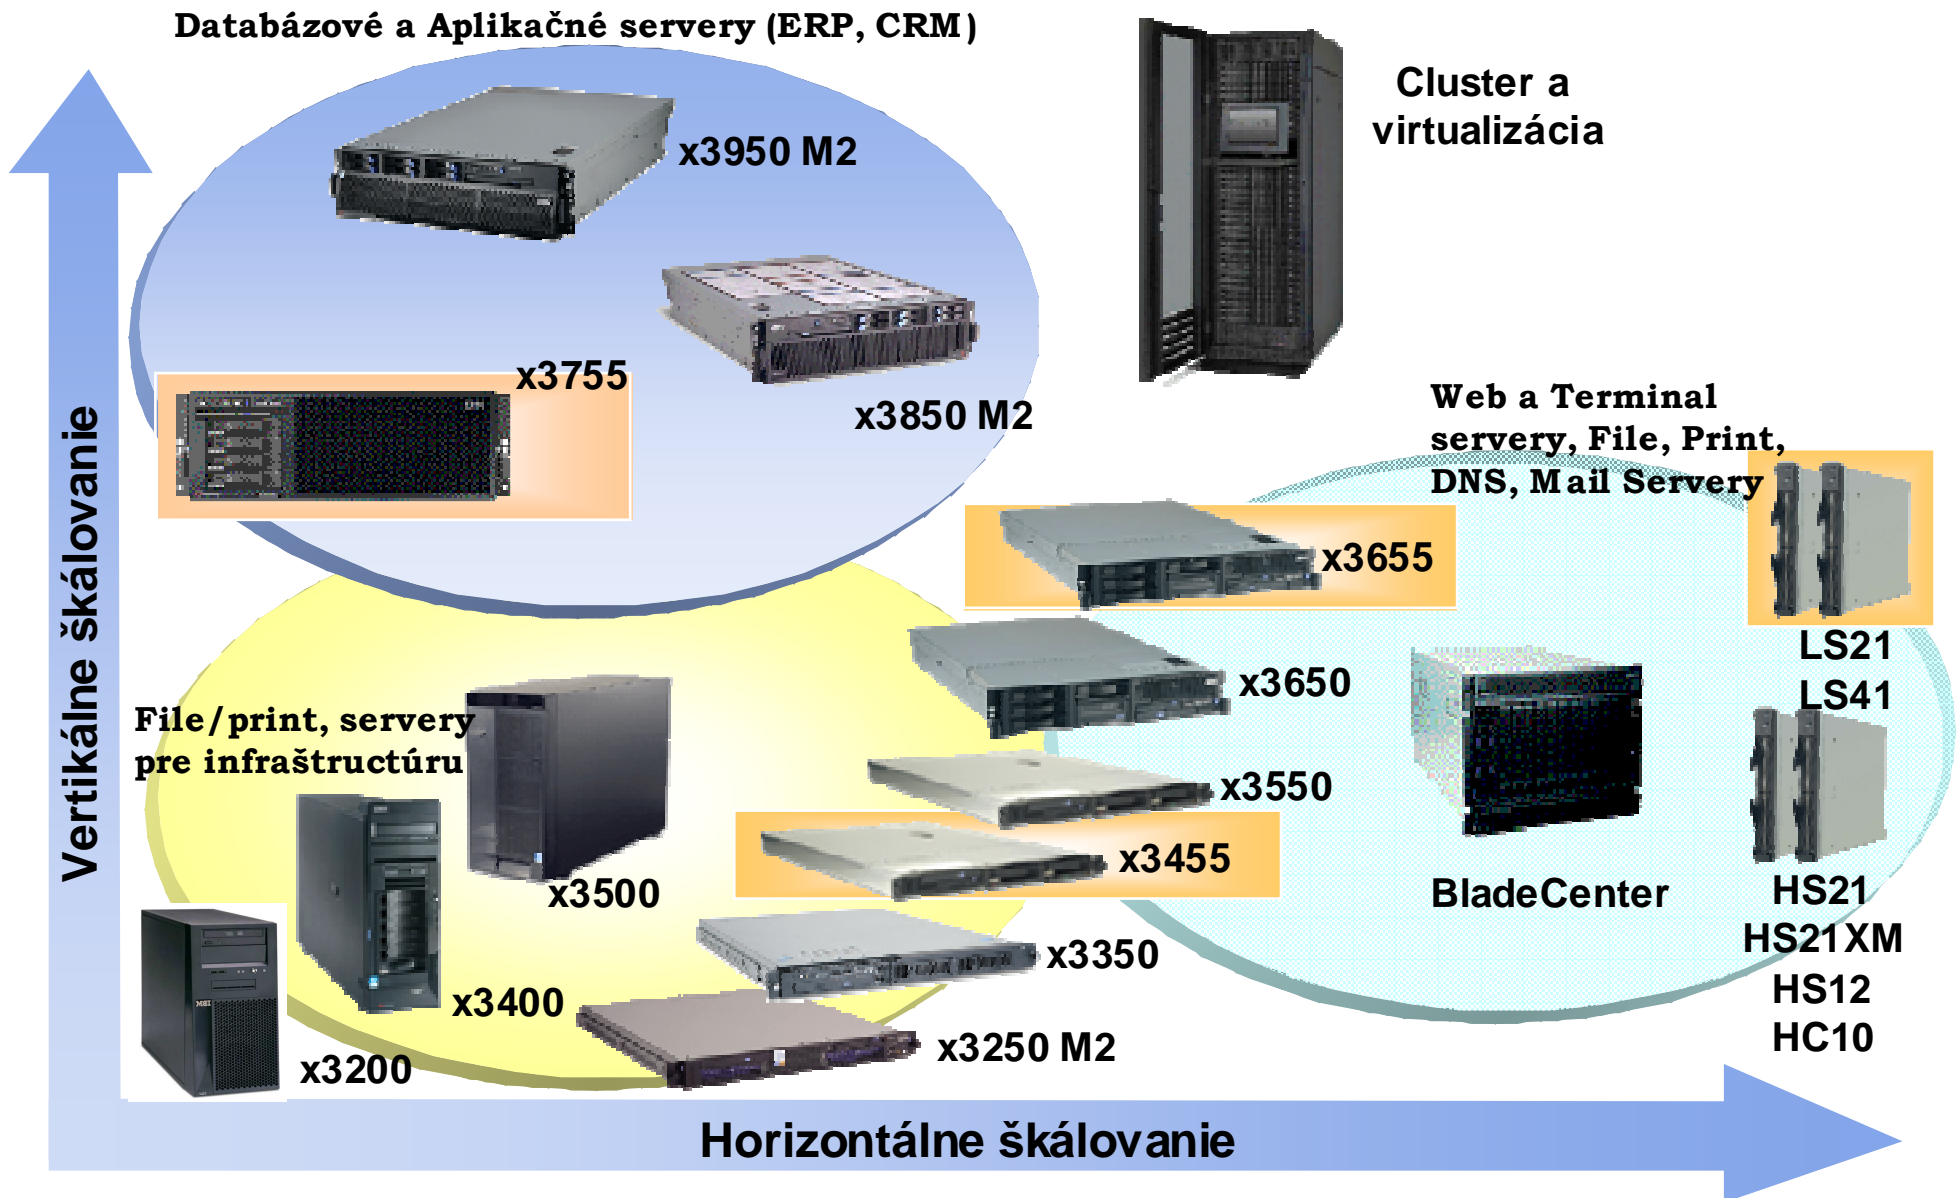 Databázové a Aplikačné servery (ERP, CRM)
Cluster a
virtualizácia
x3950 M2
x3850 M2
x3755
Vertikálne škálovanie
Web a Terminal
servery, File, Print,
DNS, Mail Servery
x3655
LS21
LS41
x3650
x3550
File/print, servery
pre infraštructúru
x3500
x3455
BladeCenter
HS21
HS21XM
HS12
HC10
x3350
x3400
x3250 M2
x3200
Horizontálne škálovanie